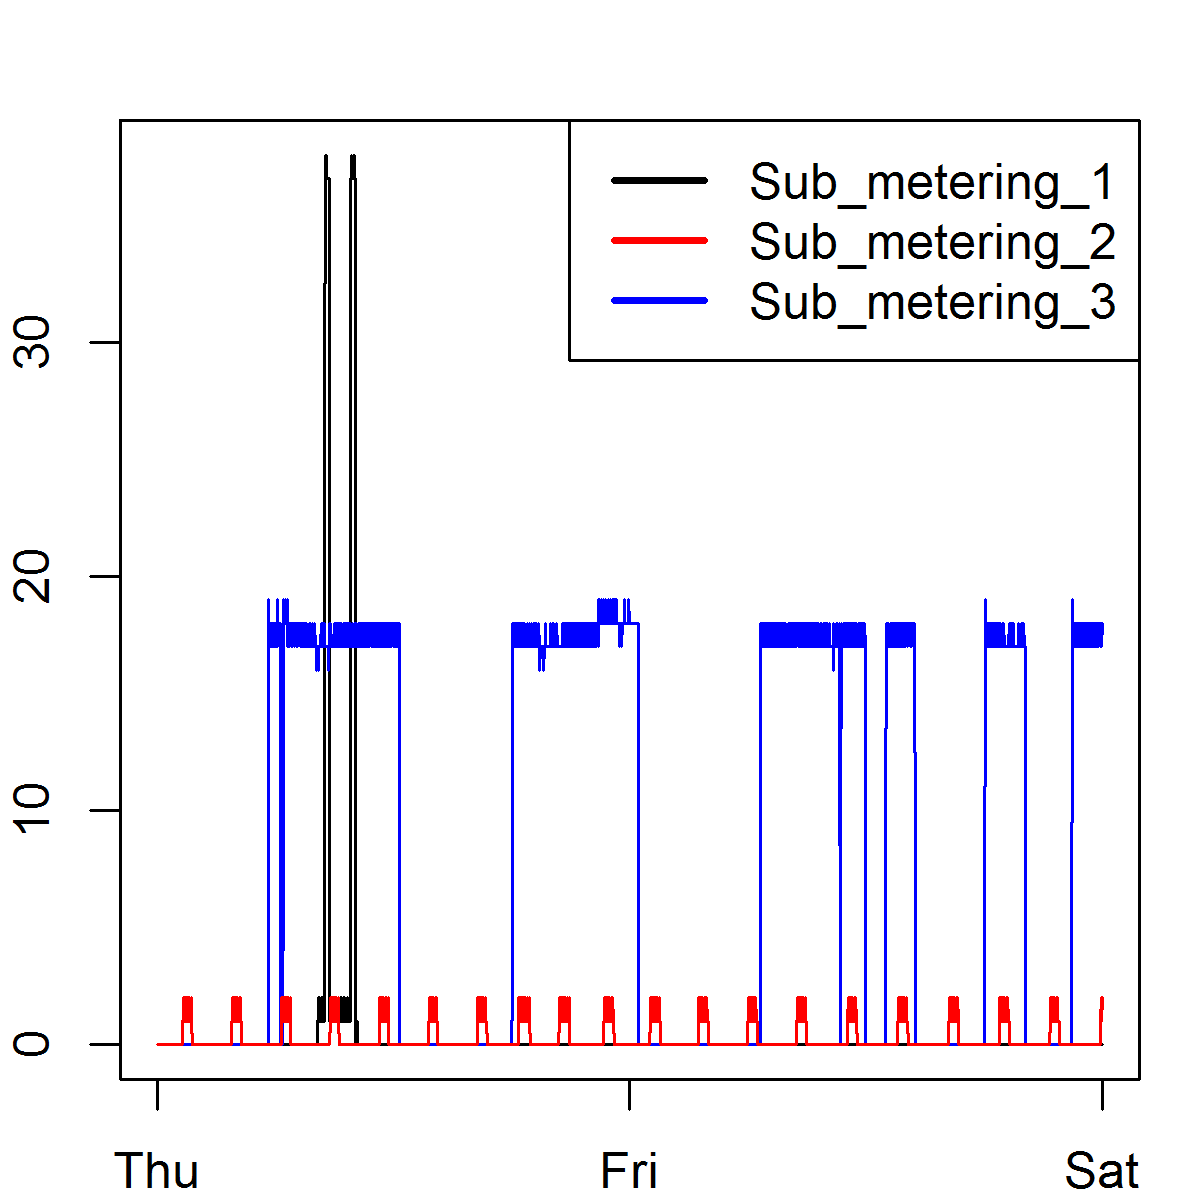 Sub_metering_1
Sub_metering_2
Sub_metering_3
30
20
10
0
Thu Fri Sat